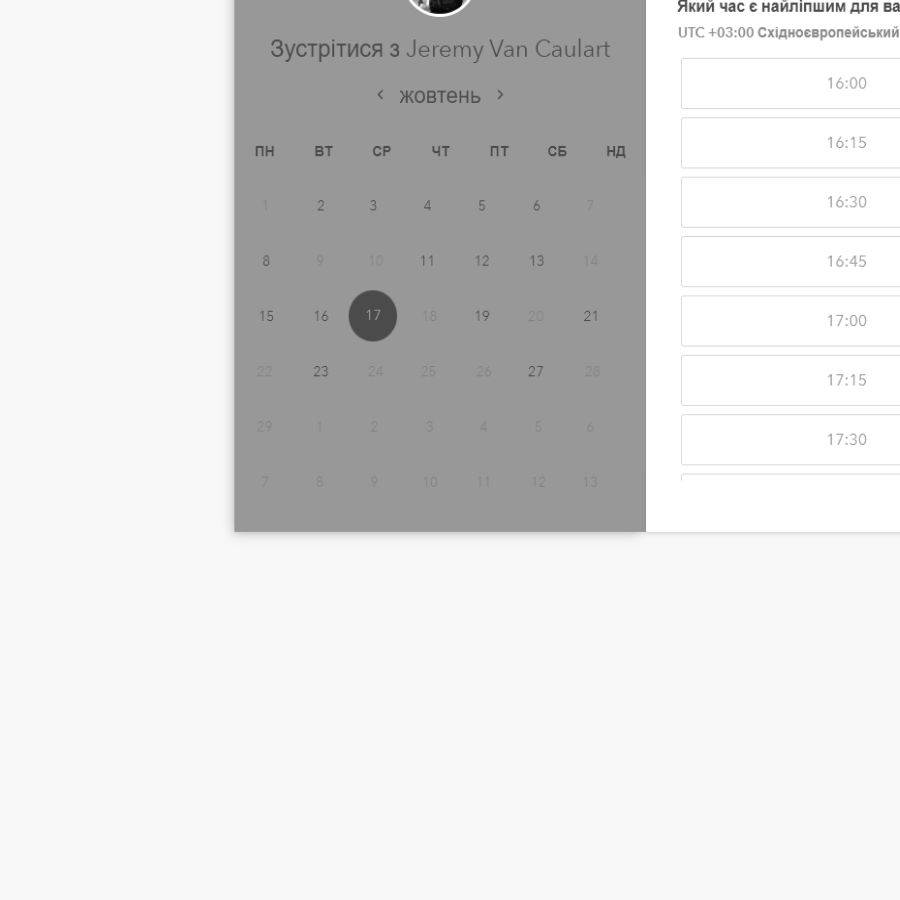 Зустрітися з Jeremy Van Caulart
‹ жовтень ›
ПН ВТ СР ЧТ ПТ СБ НД
1 2 3 4 5 6 7
8 9 10 11 12 13 14
15 16 17 18 19 20 21
22 23 24 25 26 27 28
29 1 2 3 4 5 6
7 8 9 10 11 12 13
Який час є найліпшим для ва
UTC +03:00 Східноєвропейський
16:00
16:15
16:30
16:45
17:00
17:15
17:30